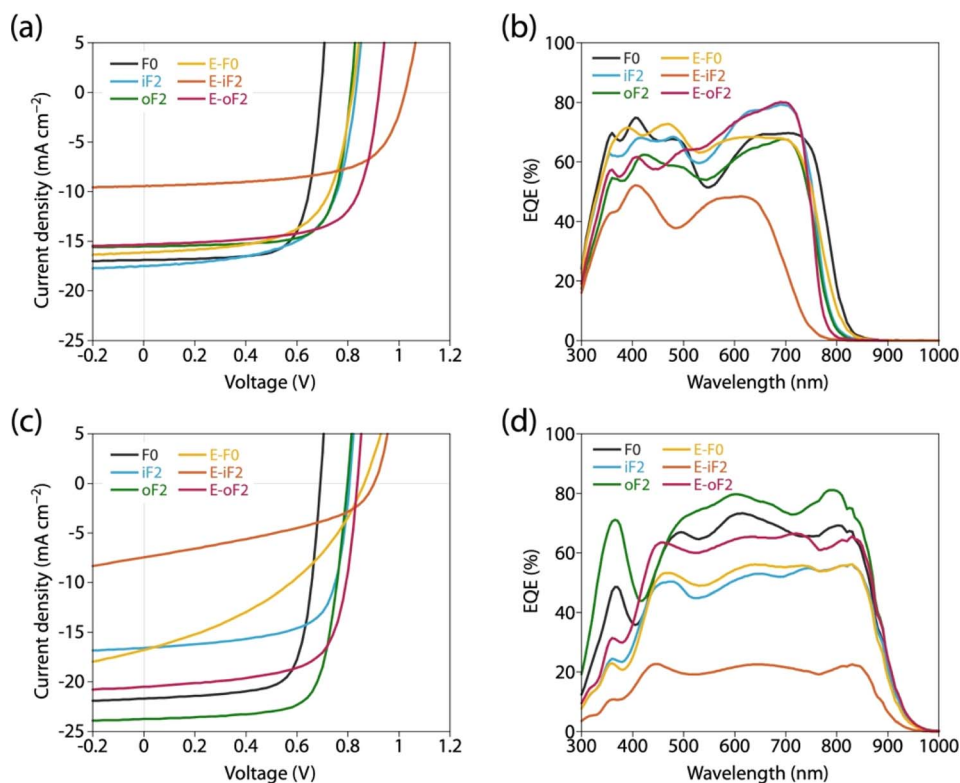 (a)
5
0
-5
-10
-15
-20
-25
-0.2 0 0.2 0.4 0.6 0.8 1 1.2
Current density (mA cm−2)
Voltage (V)
F0 E-F0
iF2 E-iF2
oF2 E-oF2
(b)
100
80
60
40
20
0
300 400 500 600 700 800 900 1000
EQE (%)
Wavelength (nm)
F0 E-F0
iF2 E-iF2
oF2 E-oF2
(c)
5
0
-5
-10
-15
-20
-25
-0.2 0 0.2 0.4 0.6 0.8 1 1.2
Current density (mA cm−2)
Voltage (V)
F0 E-F0
iF2 E-iF2
oF2 E-oF2
(d)
100
80
60
40
20
0
300 400 500 600 700 800 900 1000
EQE (%)
Wavelength (nm)
F0 E-F0
iF2 E-iF2
oF2 E-oF2